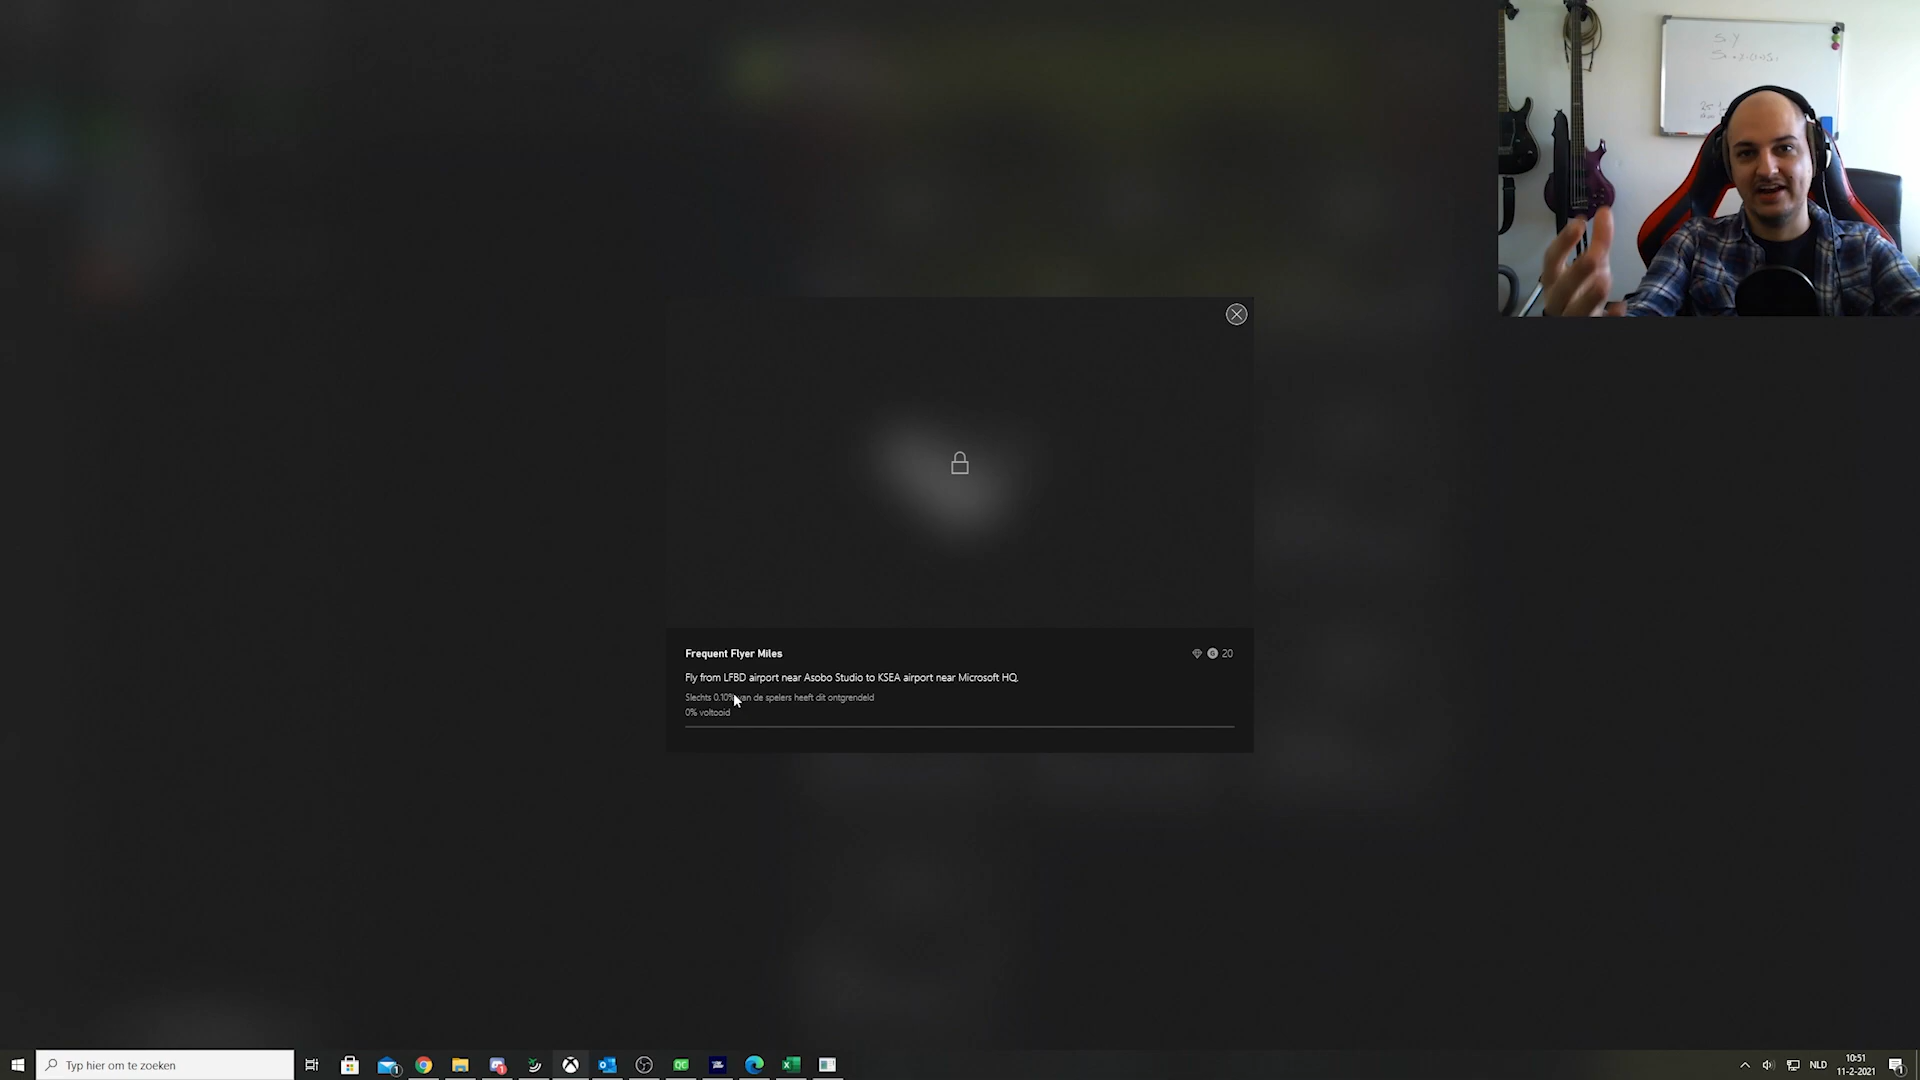 Frequent Flyer Miles
20
Fly from LFBD airport near Asobo Studio to KSEA airport near Microsoft HQ.
Slechts 0.10% van de spelers heeft dit ontgrendeld
0% voltooid
Typ hier om te zoeken
NLD
10:51
11-2-2021